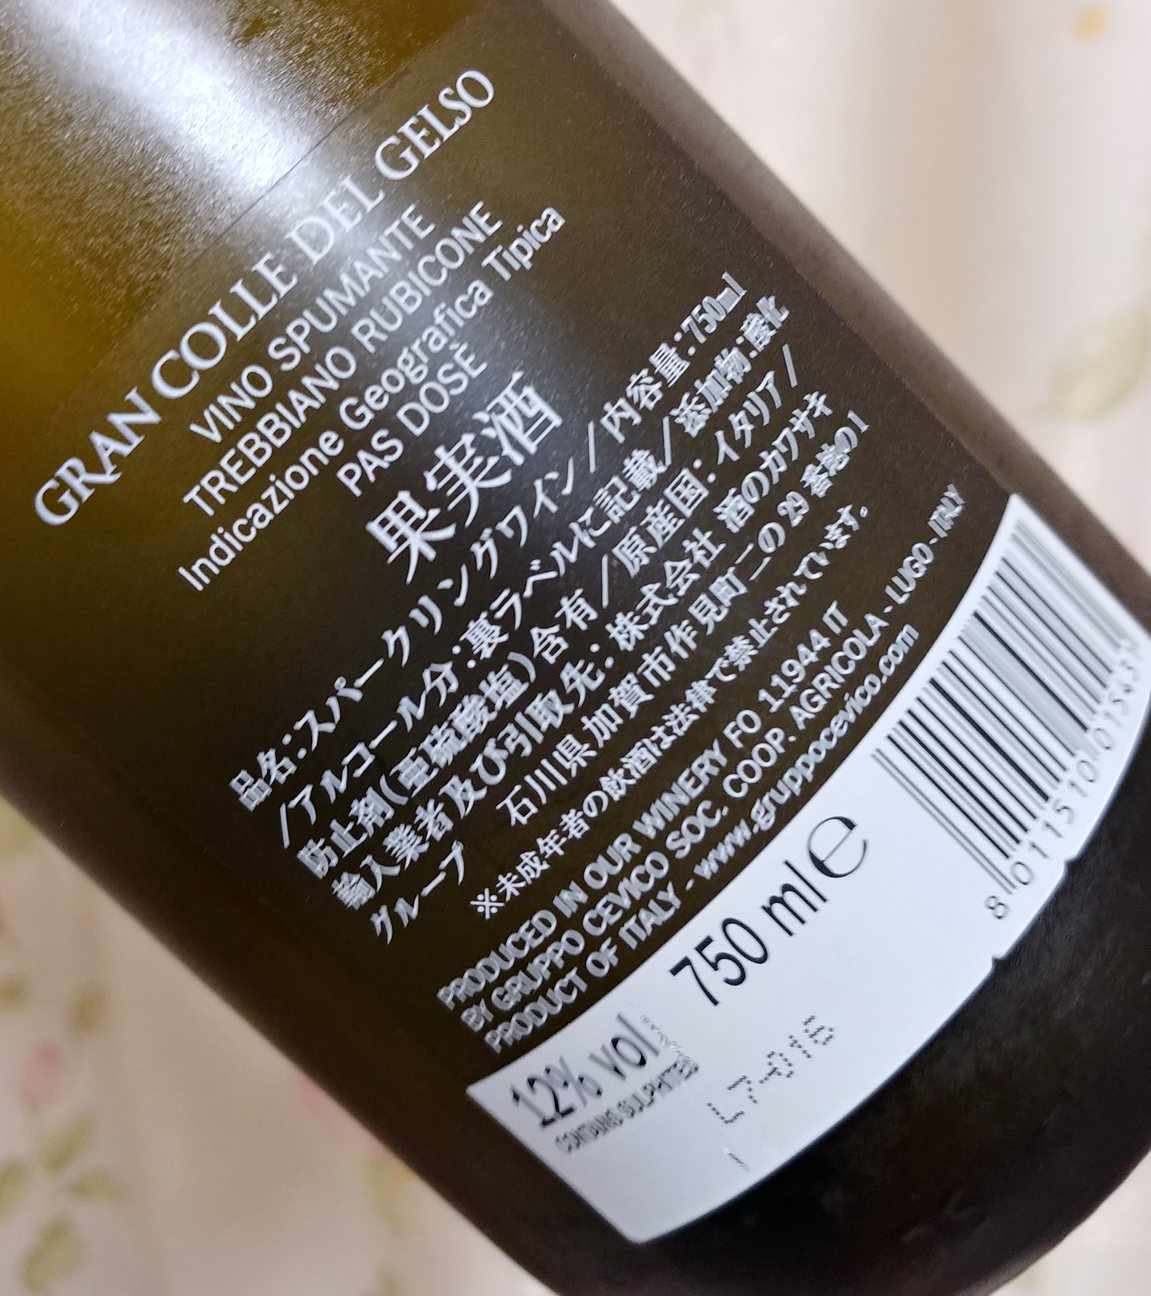 GRAN COLLE DEL GELSO
VINO SPUMANTE
TREBBIANO RUBICONE
Indicazione Geografica Tipica
PAS DOSÈ
果実酒
品名：スパークリングワイン／内容量：750ml
／アルコール分：裏ラベルに記載／添加物：酸化
防止剤（亜硫酸塩）含有／原産国：イタリア／
輸入業者及び引取先：株式会社 酒のカワサキ
グループ 石川県加賀市作見町二の 29 番地の1
※未成年者の飲酒は法律で禁止されています。
PRODUCED IN OUR WINERY FO 11944 IT
BY GRUPPO CEVICO SOC. COOP. AGRICOLA - LUGO - ITALY
PRODUCT OF ITALY - www.gruppocevico.com
12% vol 750 ml e
CONTAINS SULPHITES
L7-016
8 011510 015437